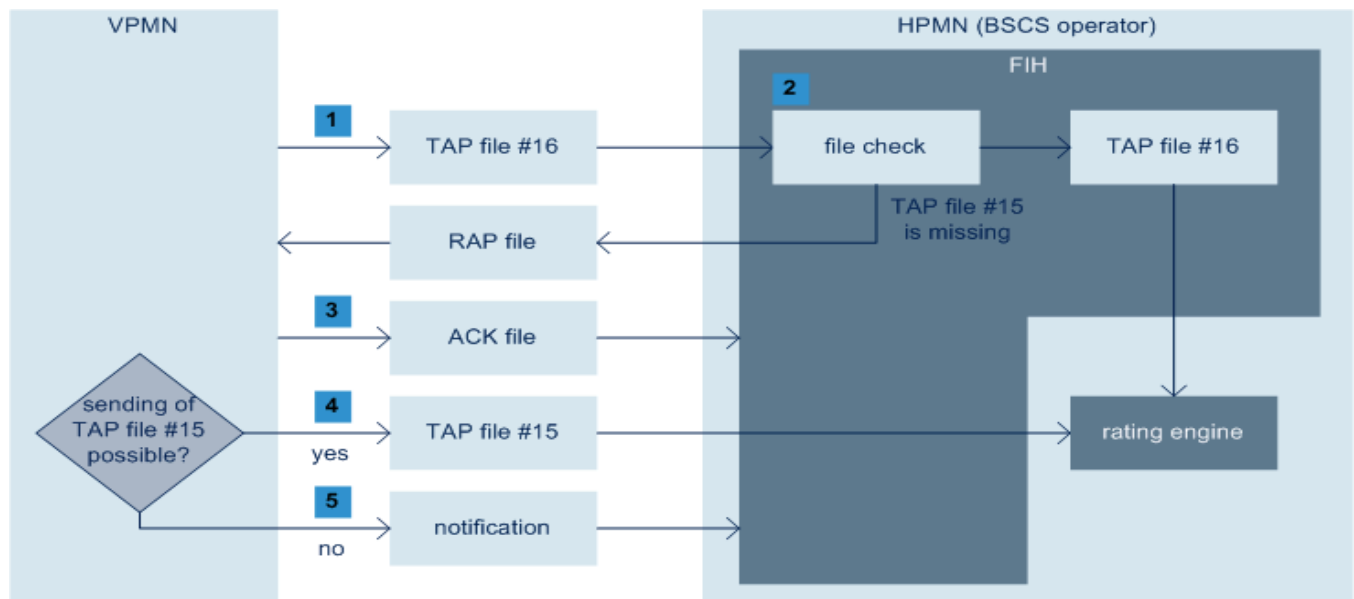 VPMN
HPMN (BSCS operator)
FIH
1
2
TAP file #16
file check
TAP file #16
TAP file #15
is missing
RAP file
3
ACK file
sending of
TAP file #15
possible?
4
yes
TAP file #15
rating engine
5
no
notification